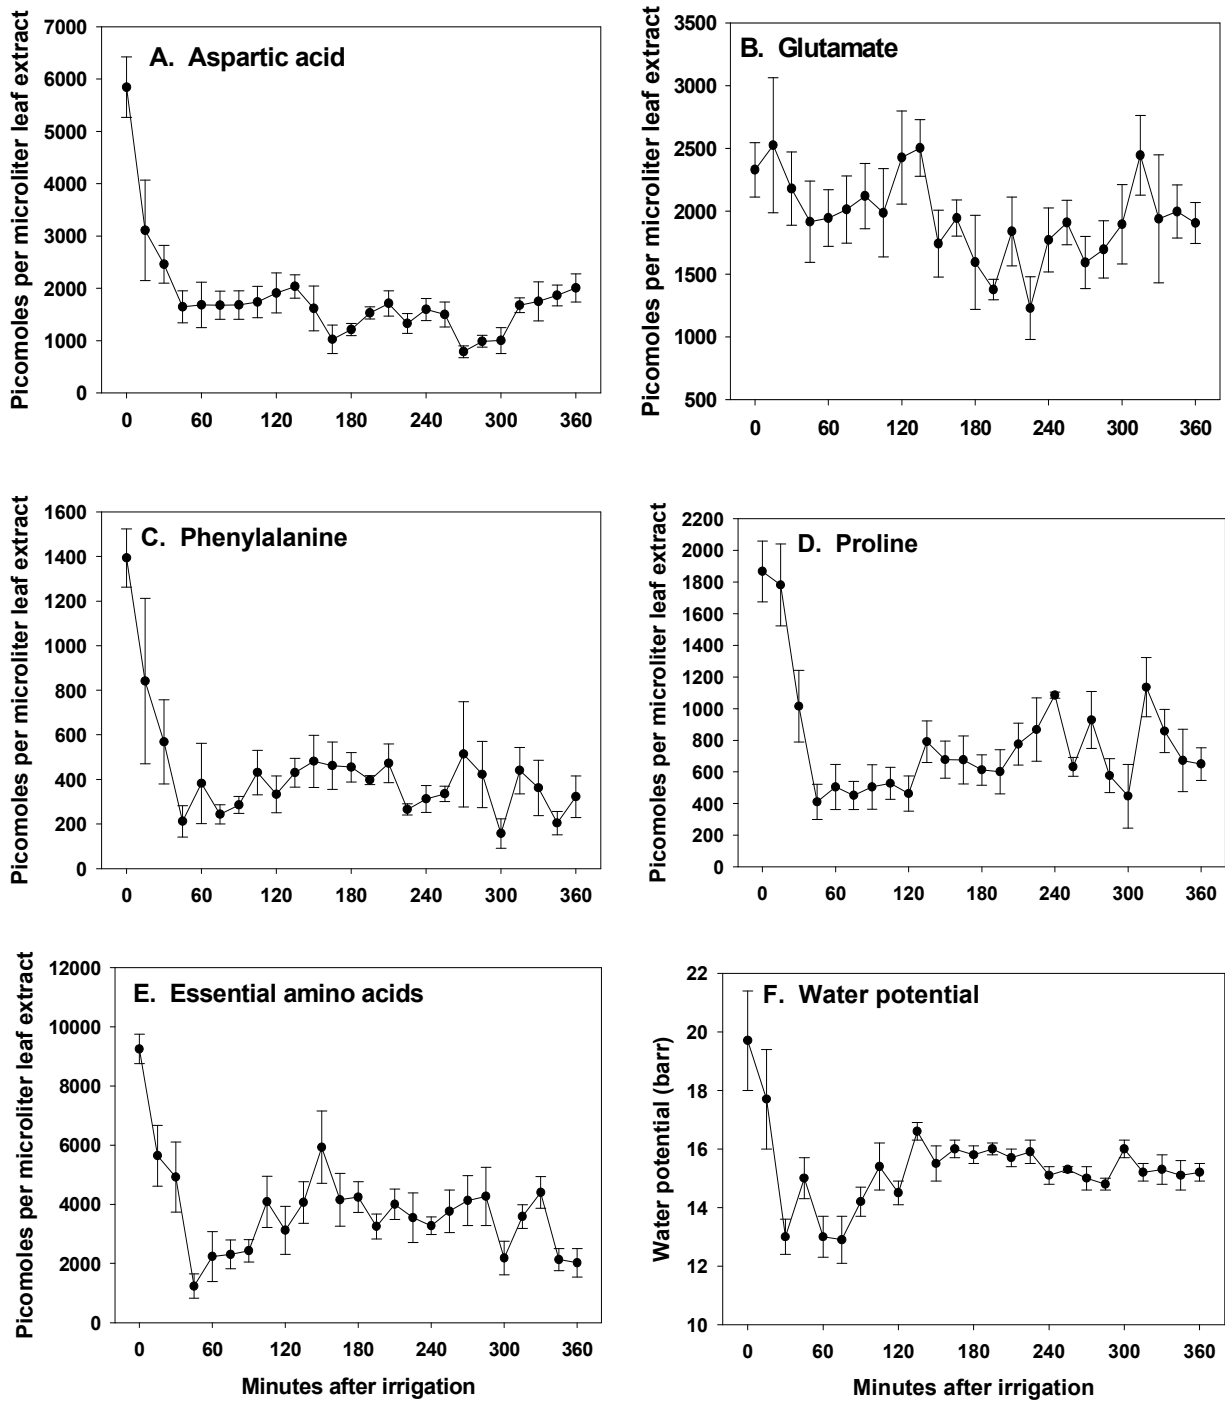 A. Aspartic acid
Picomoles per microliter leaf extract
7000
6000
5000
4000
3000
2000
1000
0
0 60 120 180 240 300 360
B. Glutamate
Picomoles per microliter leaf extract
3500
3000
2500
2000
1500
1000
500
0 60 120 180 240 300 360
C. Phenylalanine
Picomoles per microliter leaf extract
1600
1400
1200
1000
800
600
400
200
0
0 60 120 180 240 300 360
D. Proline
Picomoles per microliter leaf extract
2200
2000
1800
1600
1400
1200
1000
800
600
400
200
0
0 60 120 180 240 300 360
E. Essential amino acids
Picomoles per microliter leaf extract
12000
10000
8000
6000
4000
2000
0
0 60 120 180 240 300 360
Minutes after irrigation
F. Water potential
Water potential (barr)
22
20
18
16
14
12
10
0 60 120 180 240 300 360
Minutes after irrigation